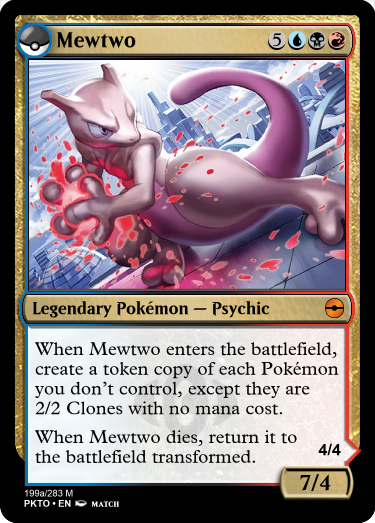 Mewtwo 5
Legendary Pokémon — Psychic
When Mewtwo enters the battlefield,
create a token copy of each Pokémon
you don't control, except they are
2/2 Clones with no mana cost.
When Mewtwo dies, return it to
the battlefield transformed.
4/4
7/4
199a/283 M
PKTO • EN MATCH